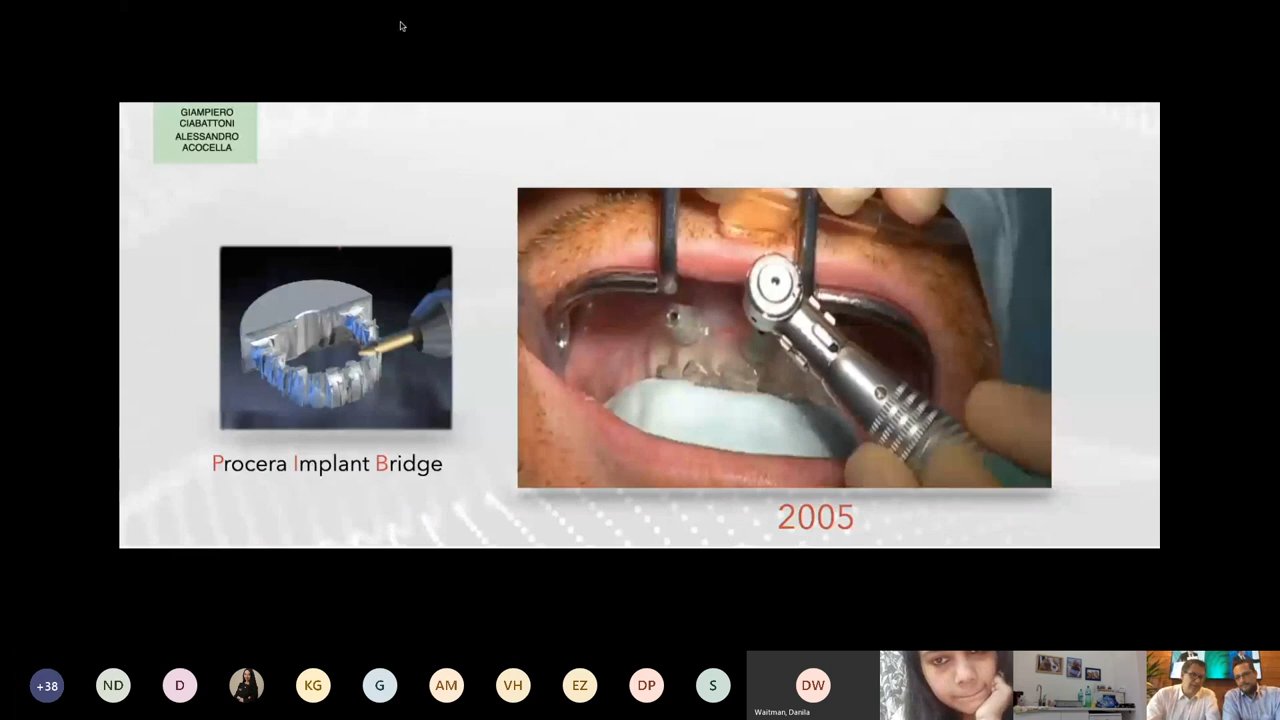 GIAMPIERO
CIABATTONI
ALESSANDRO
ACOCELLA
Procera Implant Bridge
2005
+38
ND
D
KG
G
AM
VH
EZ
DP
S
DW
Waitman, Danila